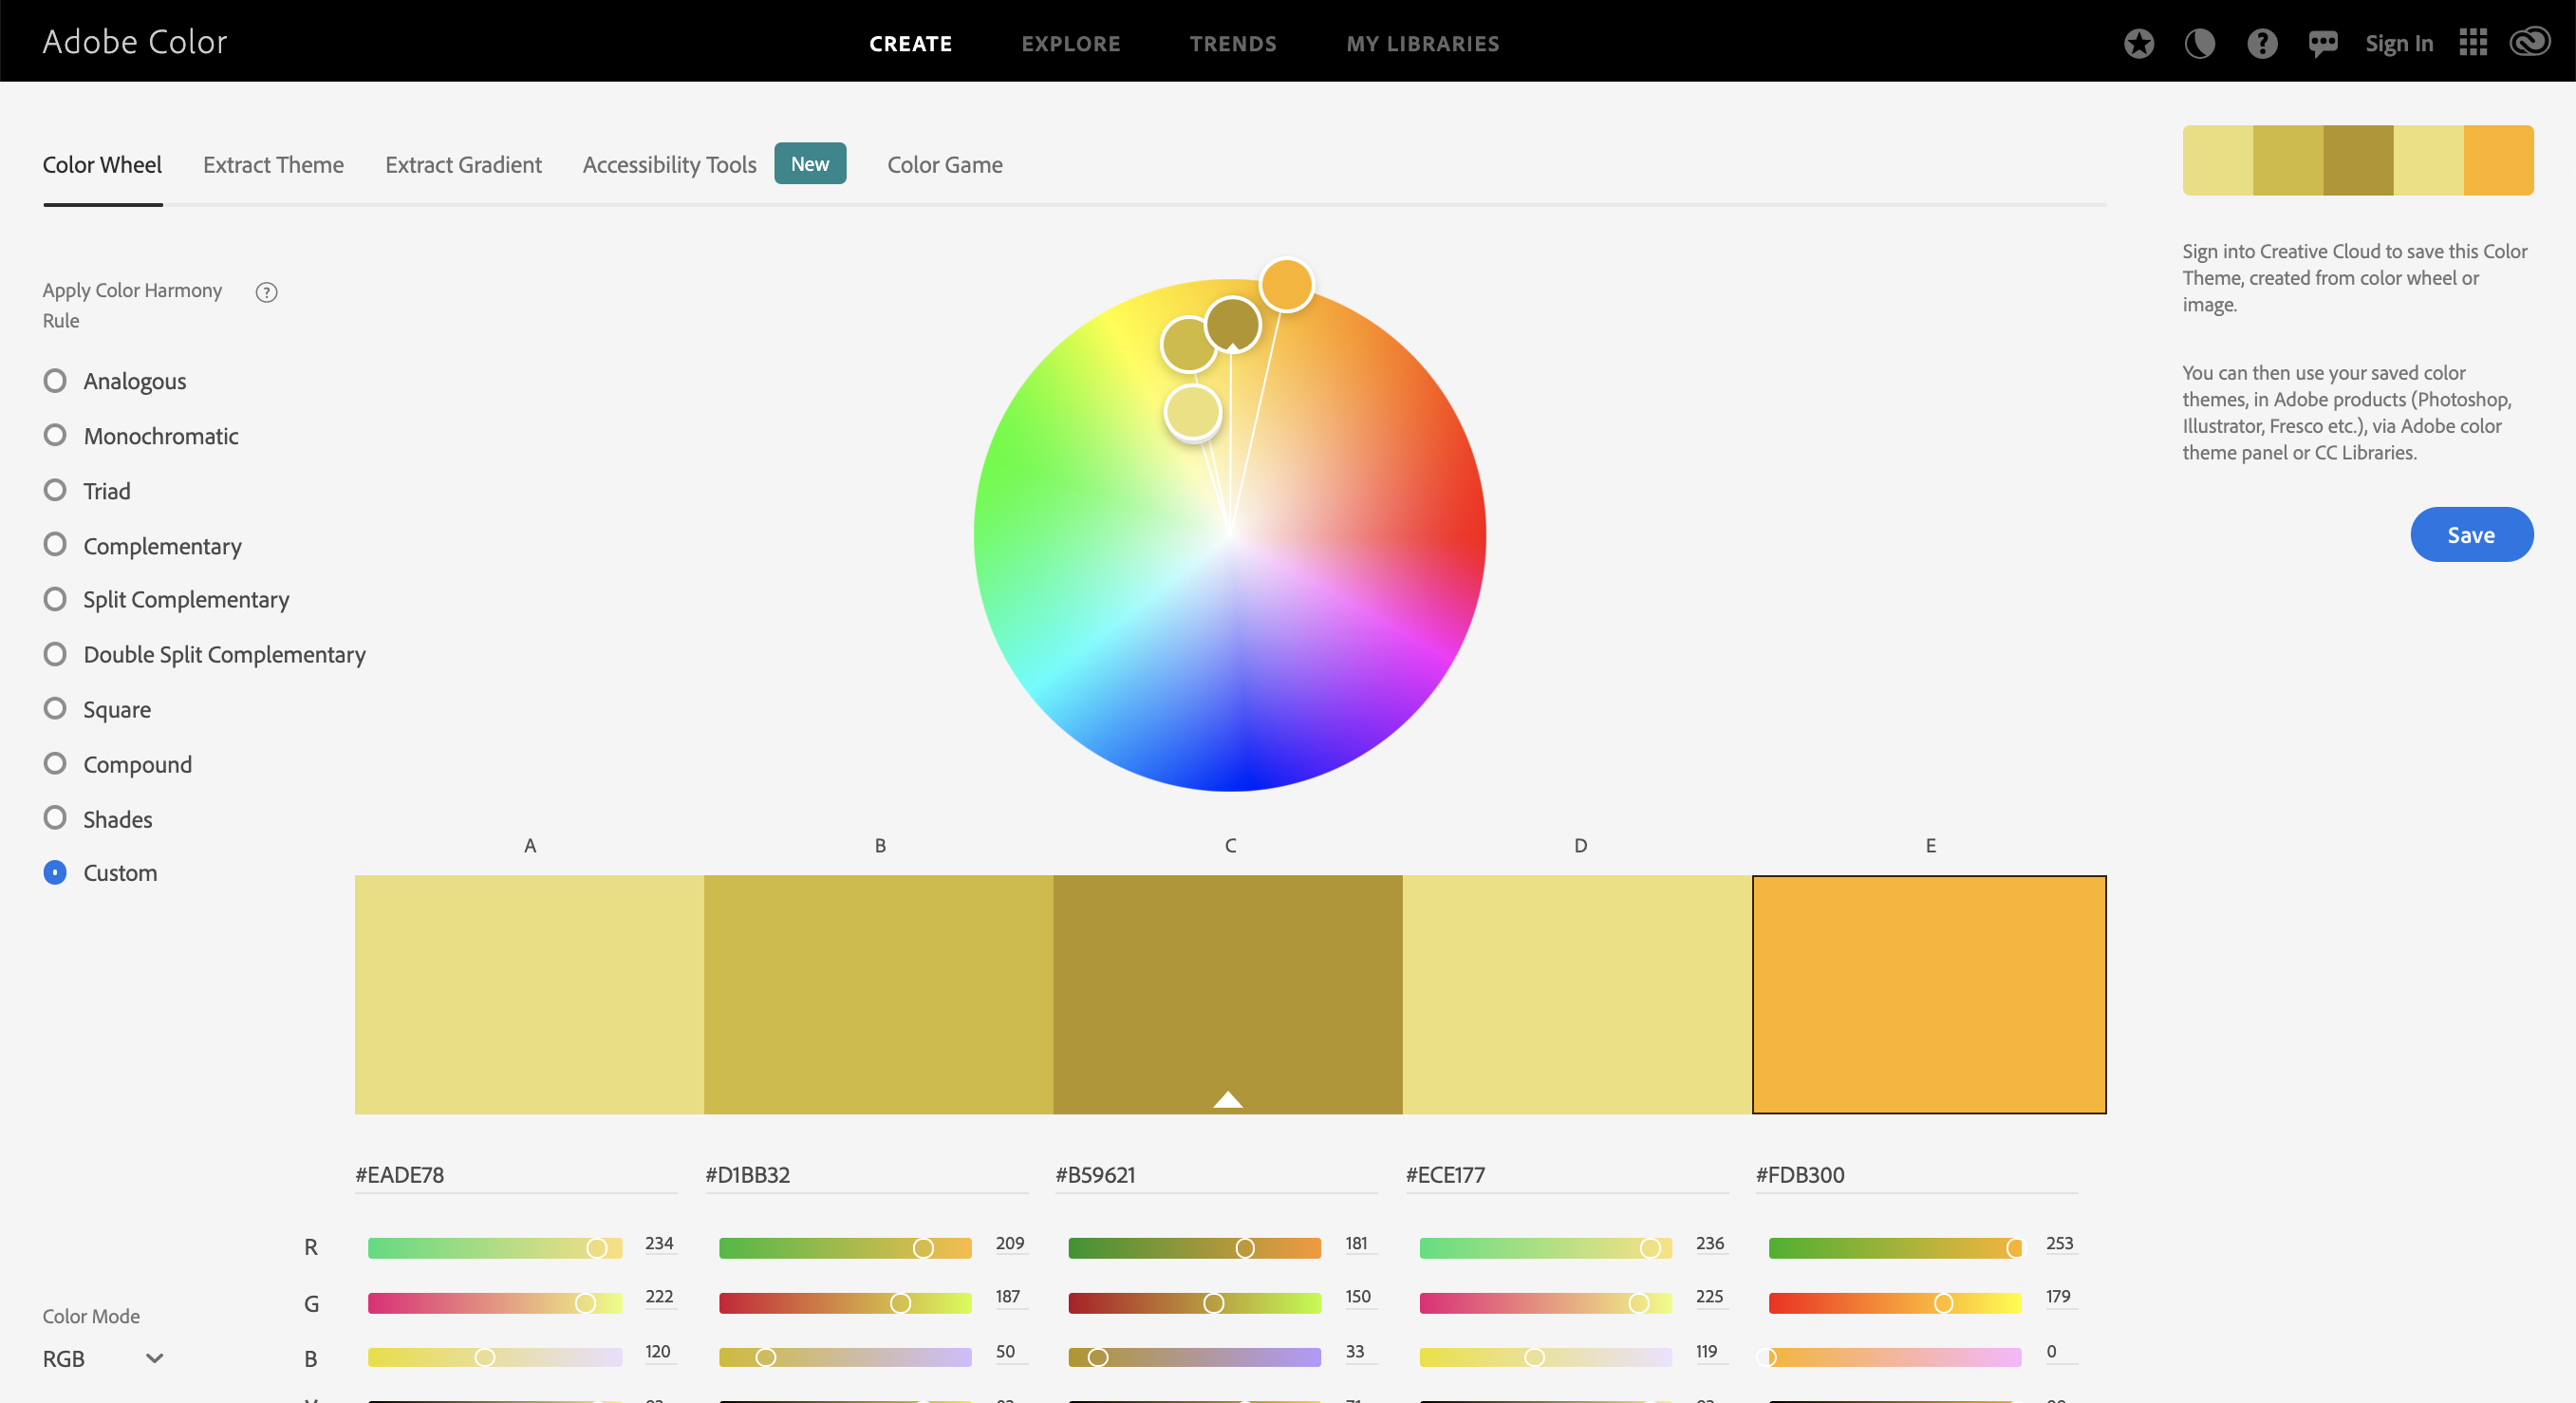 Adobe Color
CREATE EXPLORE TRENDS MY LIBRARIES
Sign In
Color Wheel Extract Theme Extract Gradient Accessibility Tools New Color Game
Sign into Creative Cloud to save this Color
Theme, created from color wheel or
image.
You can then use your saved color
themes, in Adobe products (Photoshop,
Illustrator, Fresco etc.), via Adobe color
theme panel or CC Libraries.
Save
Apply Color Harmony
Rule
Analogous
Monochromatic
Triad
Complementary
Split Complementary
Double Split Complementary
Square
Compound
Shades
Custom
A B C D E
#EADE78 #D1BB32 #B59621 #ECE177 #FDB300
R 234 209 181 236 253
G 222 187 150 225 179
B 120 50 33 119 0
Color Mode
RGB